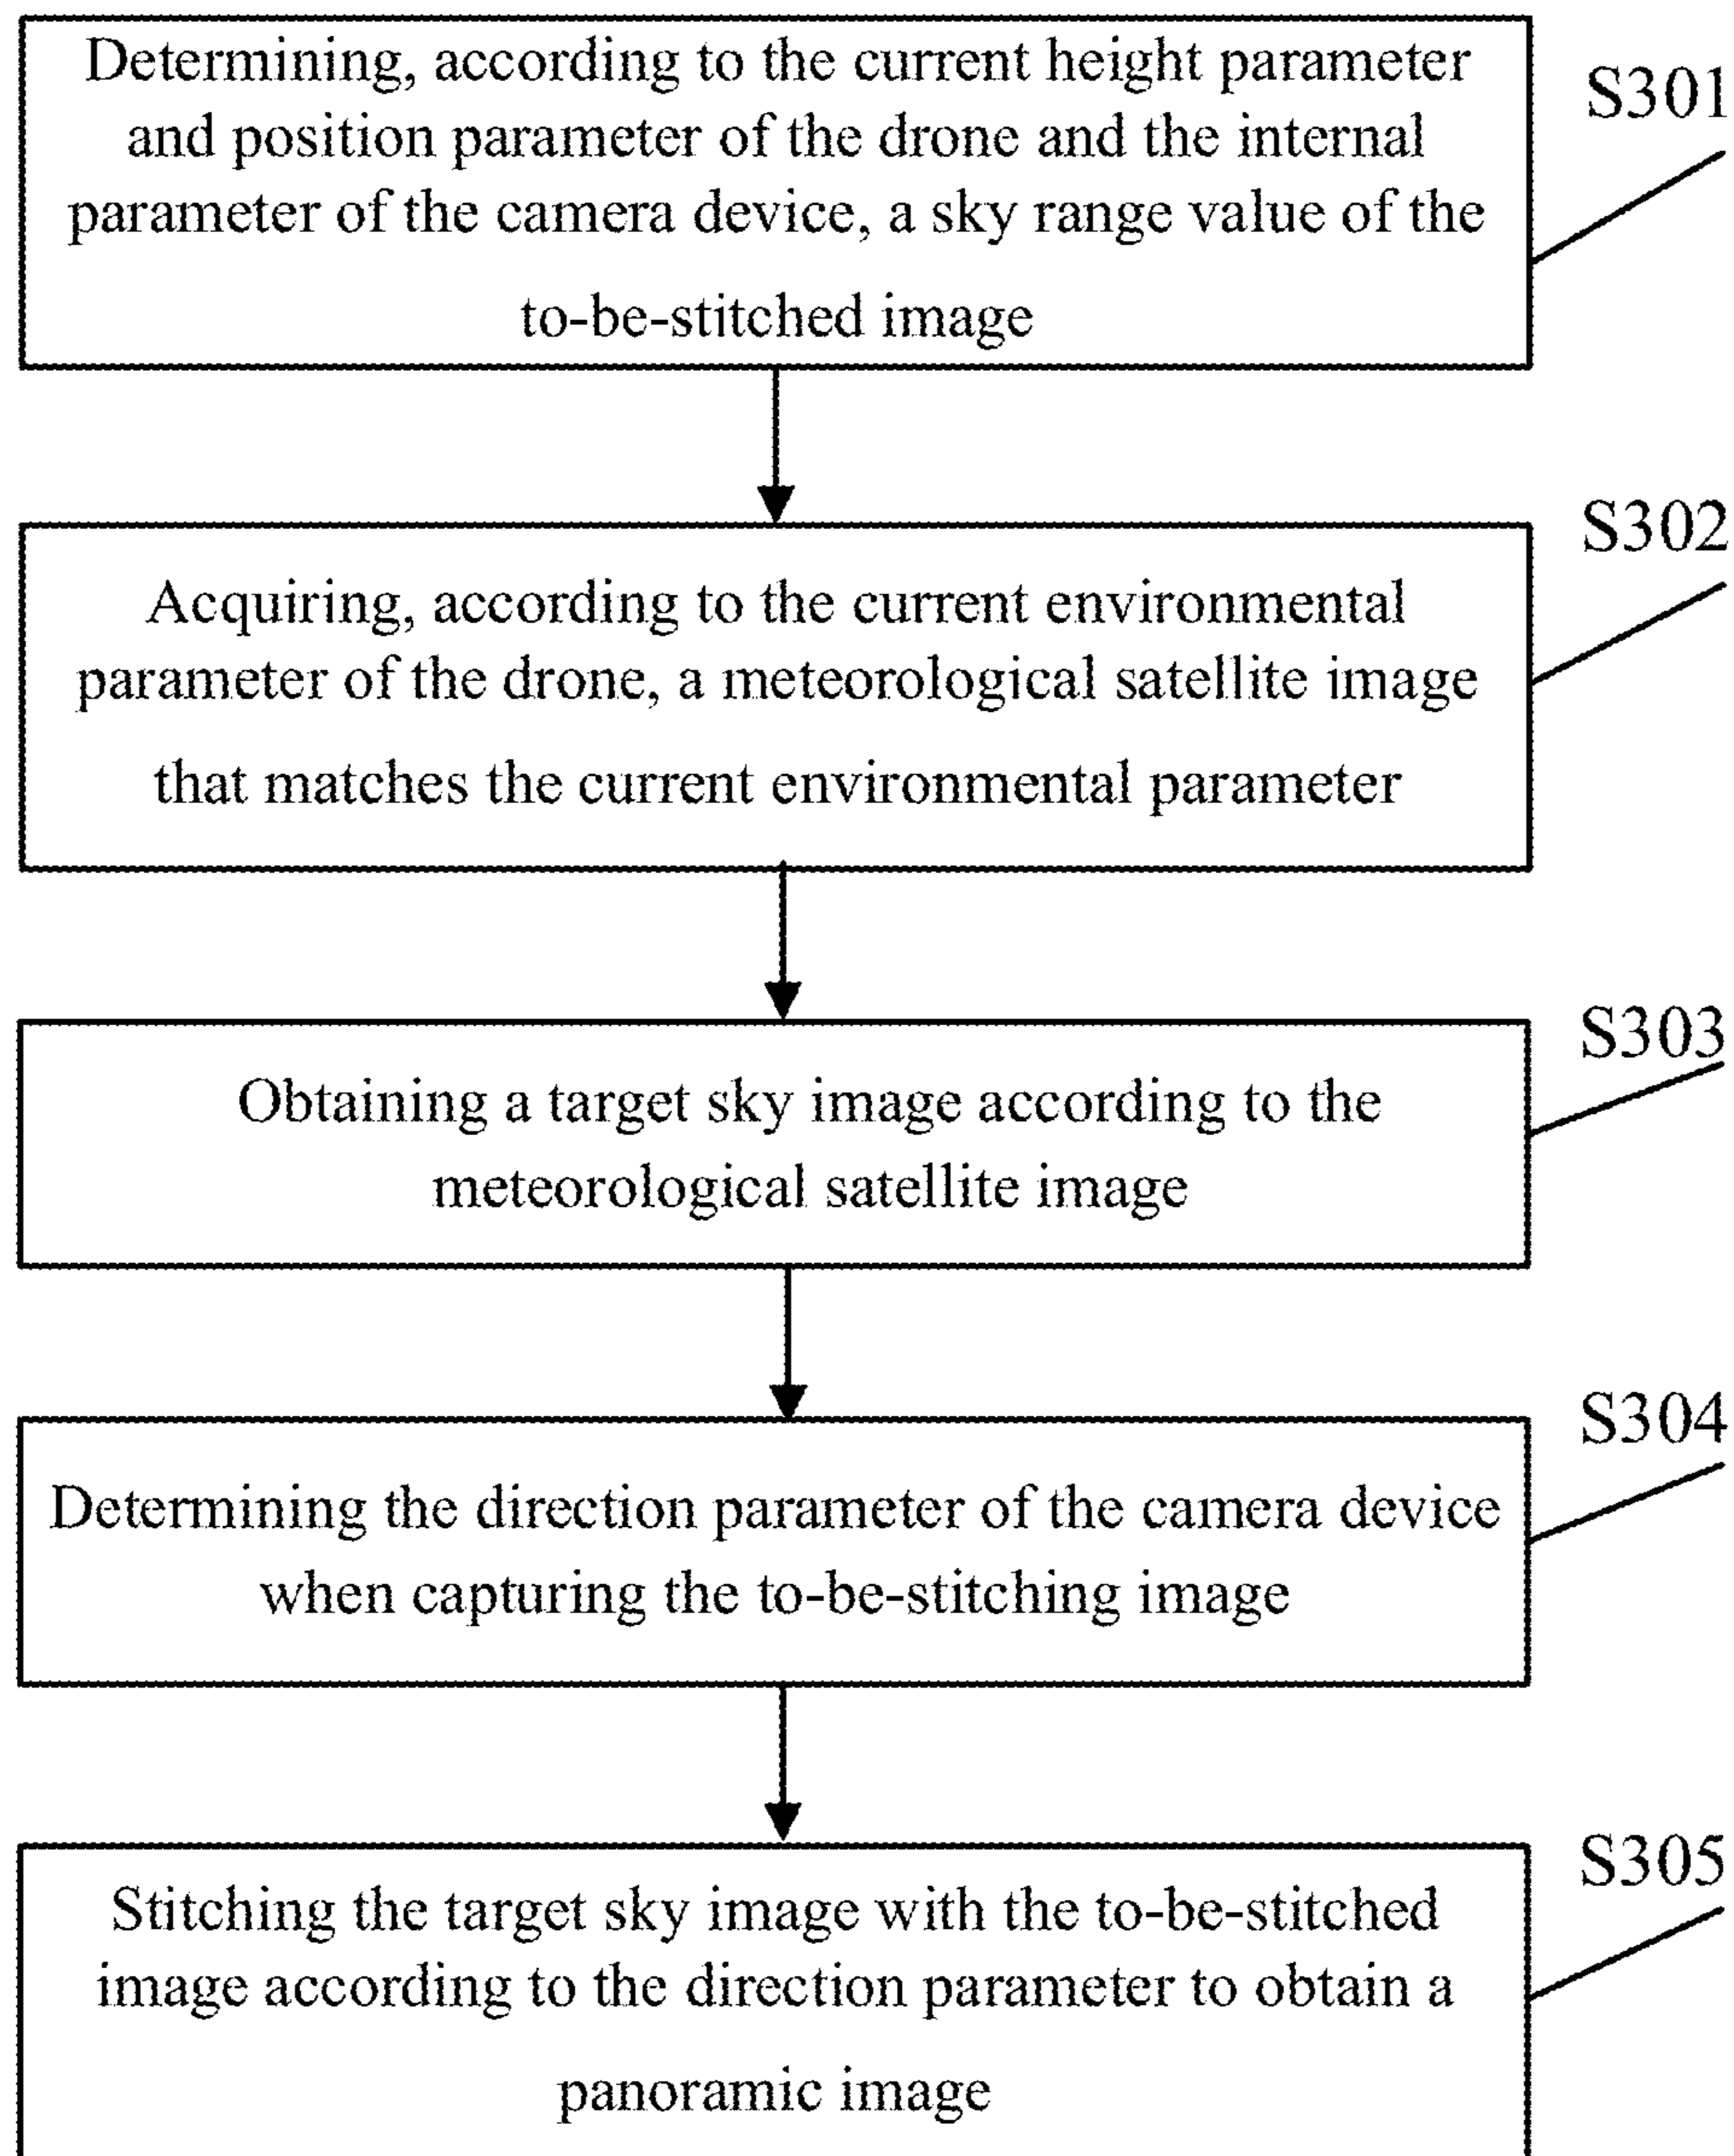 Determining, according to the current height parameter
and position parameter of the drone and the internal
parameter of the camera device, a sky range value of the
to-be-stitched image
S301
Acquiring, according to the current environmental
parameter of the drone, a meteorological satellite image
that matches the current environmental parameter
S302
Obtaining a target sky image according to the
meteorological satellite image
S303
Determining the direction parameter of the camera device
when capturing the to-be-stitching image
S304
Stitching the target sky image with the to-be-stitched
image according to the direction parameter to obtain a
panoramic image
S305